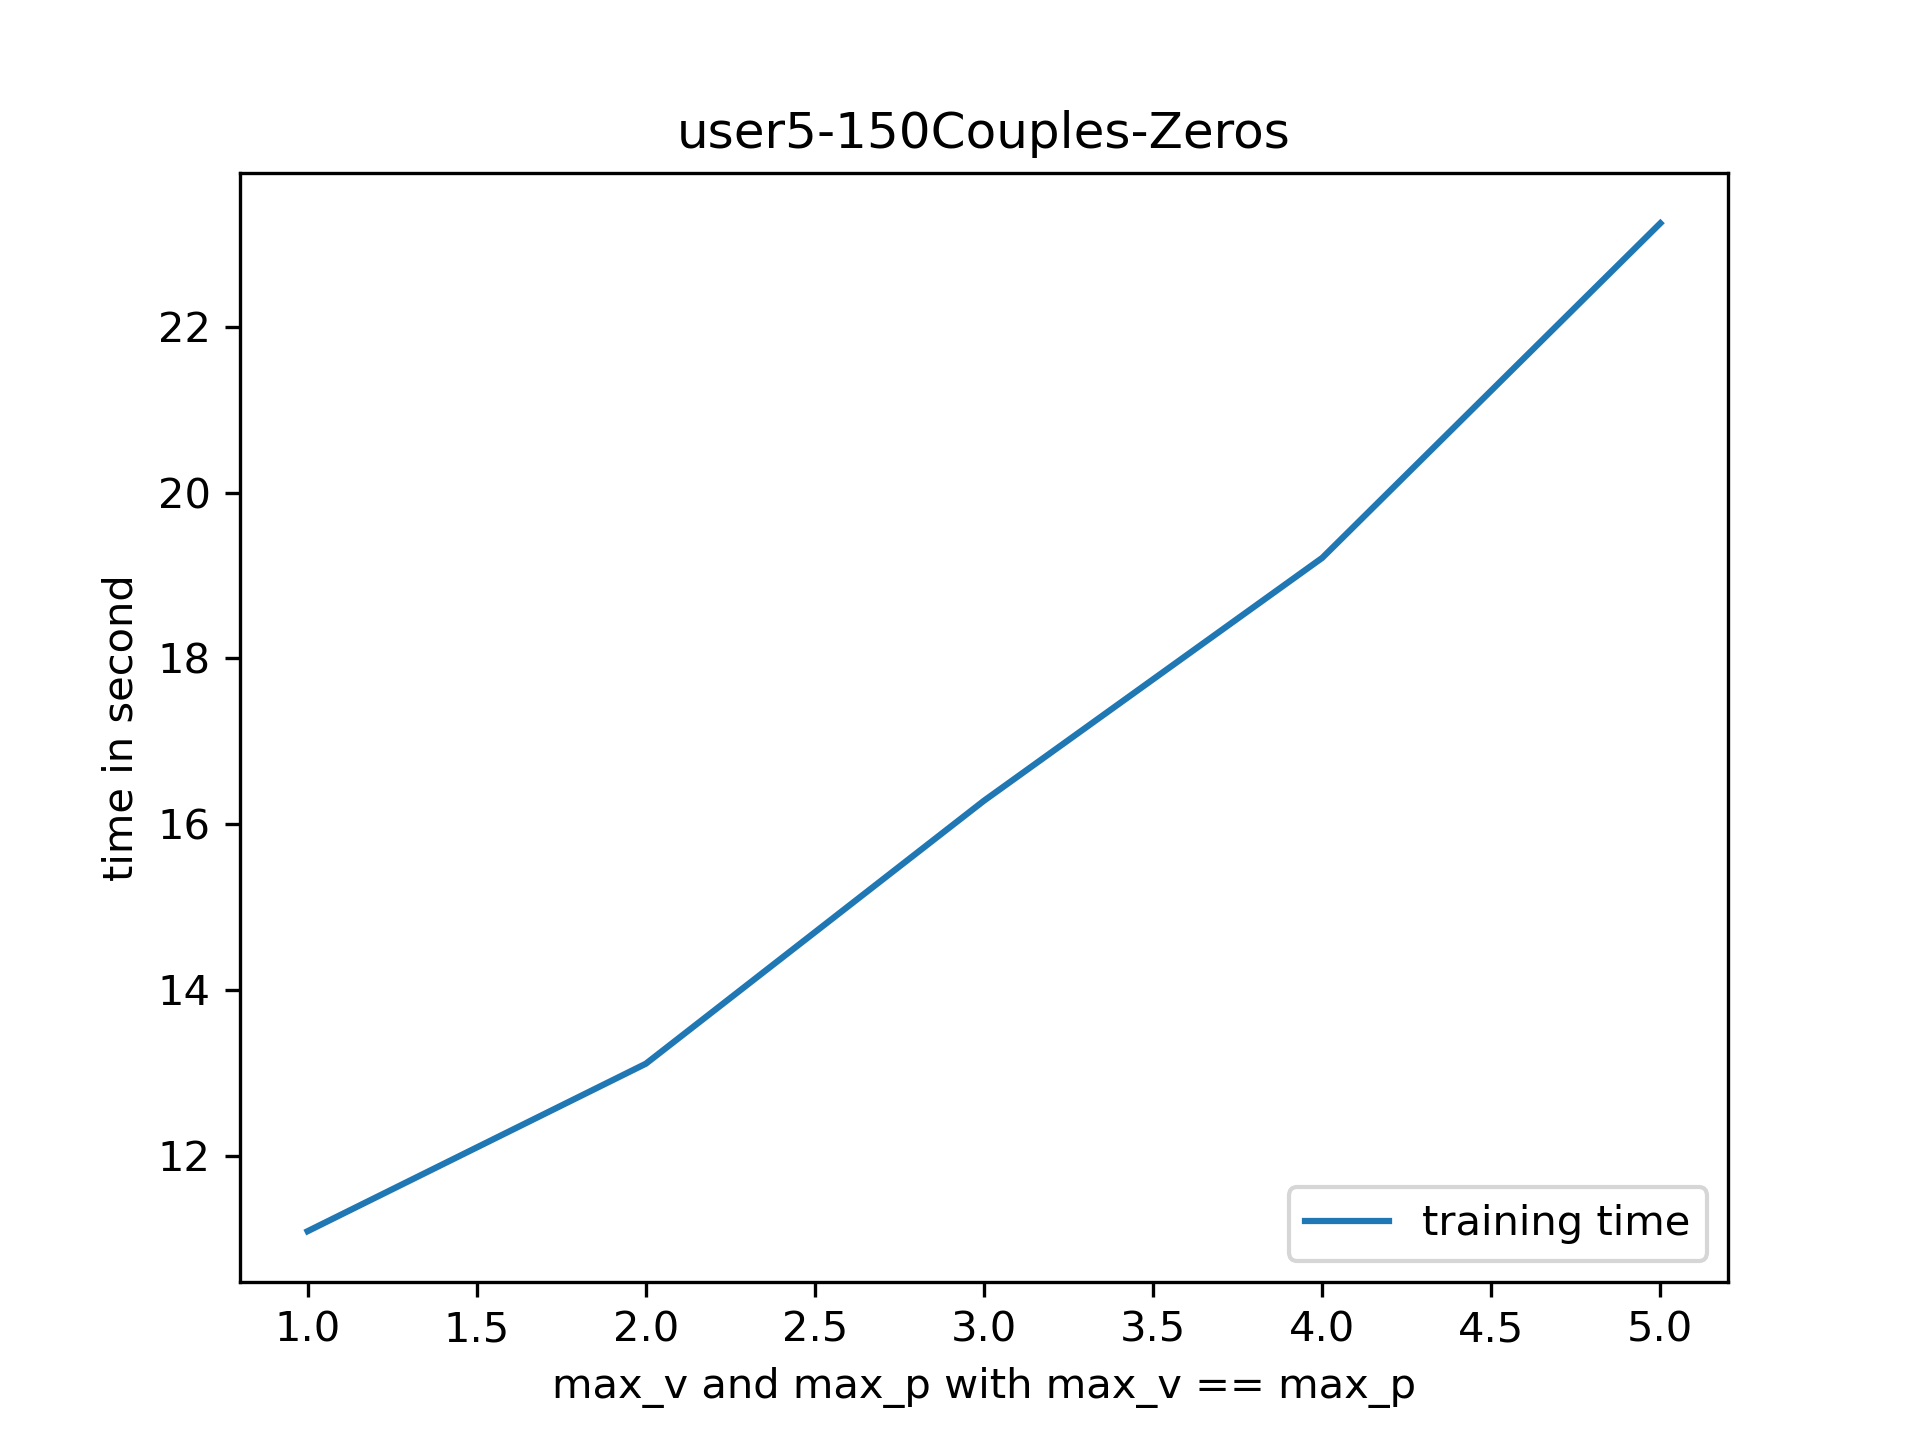 user5-150Couples-Zeros
22
20
18
16
14
12
time in second
training time
1.0 1.5 2.0 2.5 3.0 3.5 4.0 4.5 5.0
max_v and max_p with max_v == max_p